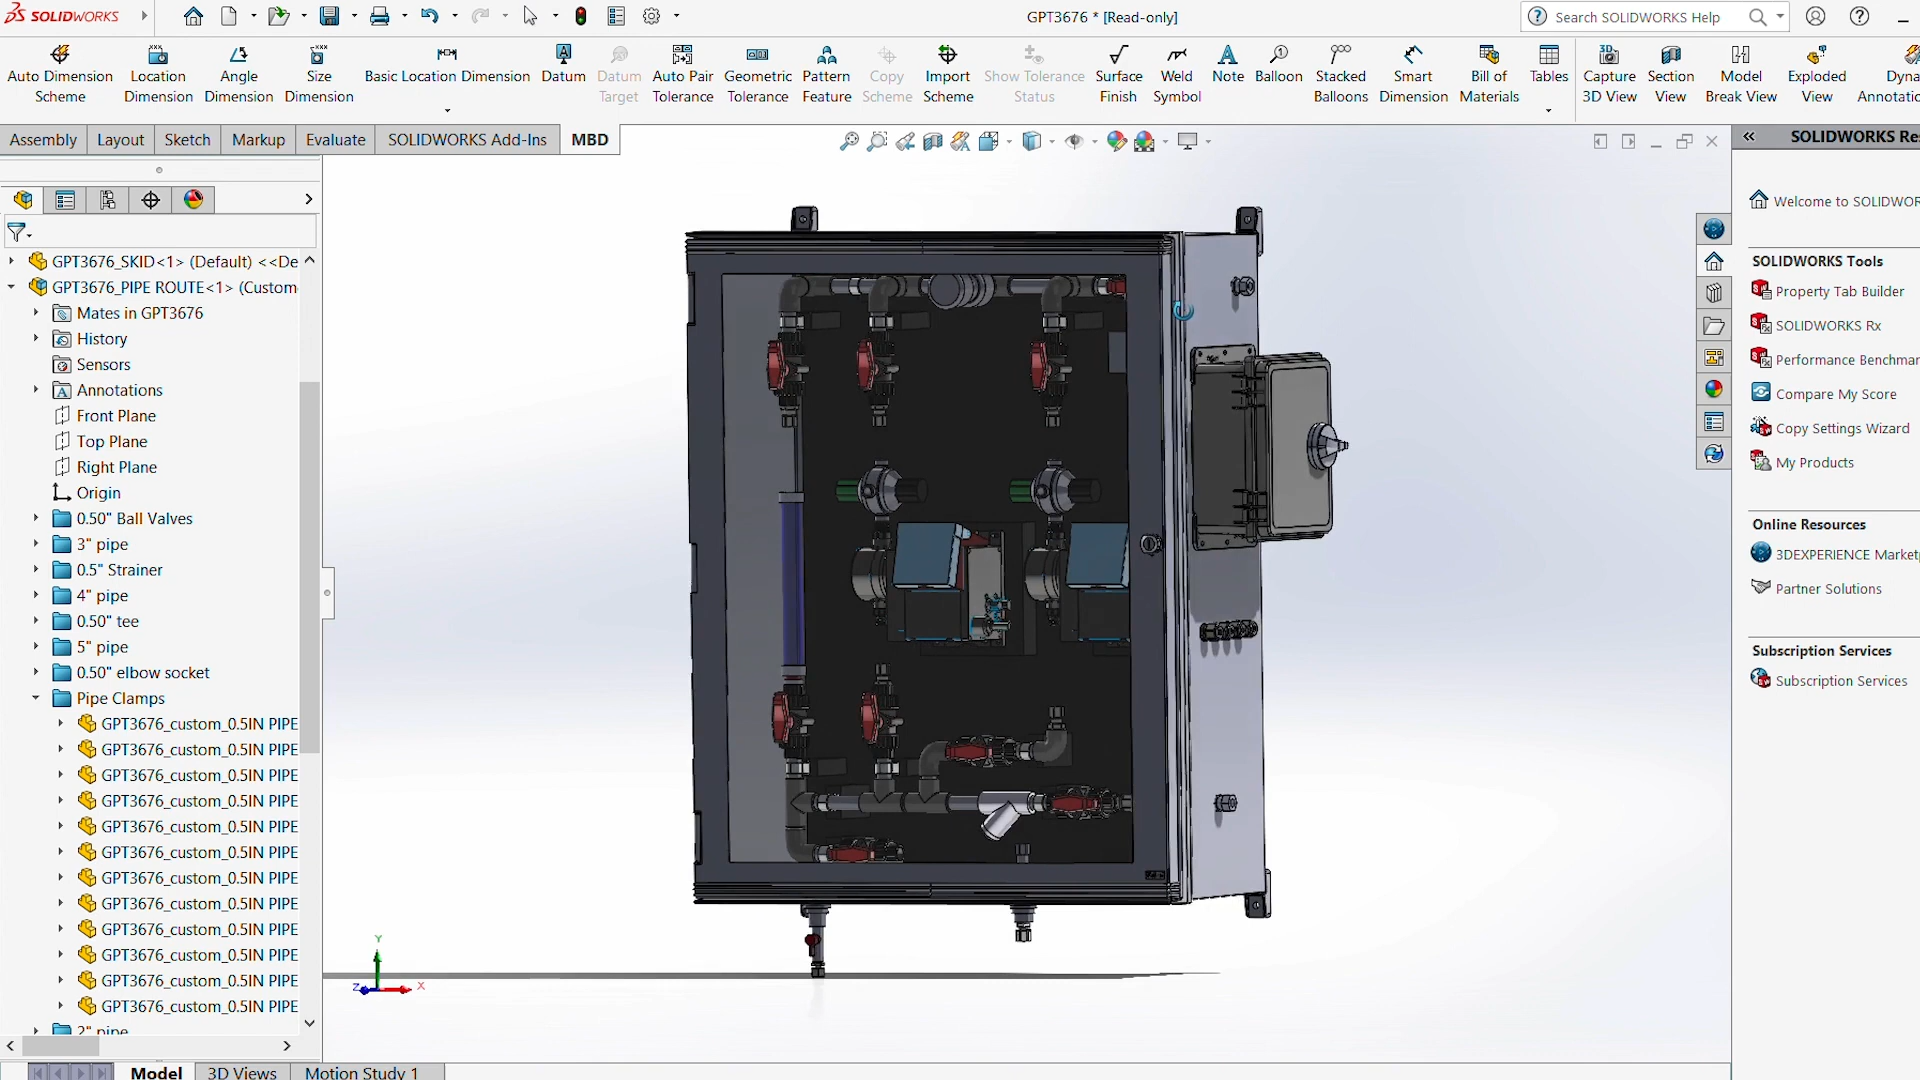 SOLIDWORKS
GPT3676 * [Read-only]
Search SOLIDWORKS Help
Auto Dimension Scheme
Location Dimension
Angle Dimension
Size Dimension
Basic Location Dimension
Datum
Datum Target
Auto Pair Tolerance
Geometric Tolerance
Pattern Feature
Copy Scheme
Import Scheme
Show Tolerance Status
Surface Finish
Weld Symbol
Note
Balloon
Stacked Balloons
Smart Dimension
Bill of Materials
Tables
Capture 3D View
Section View
Model Break View
Exploded View
Dyna
Annotatio
Assembly
Layout
Sketch
Markup
Evaluate
SOLIDWORKS Add-Ins
MBD
GPT3676_SKID<1> (Default) <<De
GPT3676_PIPE ROUTE<1> (Custom
Mates in GPT3676
History
Sensors
Annotations
Front Plane
Top Plane
Right Plane
Origin
0.50" Ball Valves
3" pipe
0.5" Strainer
4" pipe
0.50" tee
5" pipe
0.50" elbow socket
Pipe Clamps
GPT3676_custom_0.5IN PIPE
GPT3676_custom_0.5IN PIPE
GPT3676_custom_0.5IN PIPE
GPT3676_custom_0.5IN PIPE
GPT3676_custom_0.5IN PIPE
GPT3676_custom_0.5IN PIPE
GPT3676_custom_0.5IN PIPE
GPT3676_custom_0.5IN PIPE
GPT3676_custom_0.5IN PIPE
GPT3676_custom_0.5IN PIPE
GPT3676_custom_0.5IN PIPE
GPT3676_custom_0.5IN PIPE
2" pipe
Y
Z
X
Model
3D Views
Motion Study 1
SOLIDWORKS Re
Welcome to SOLIDWOR
SOLIDWORKS Tools
Property Tab Builder
SOLIDWORKS Rx
Performance Benchmar
Compare My Score
Copy Settings Wizard
My Products
Online Resources
3DEXPERIENCE Marketp
Partner Solutions
Subscription Services
Subscription Services